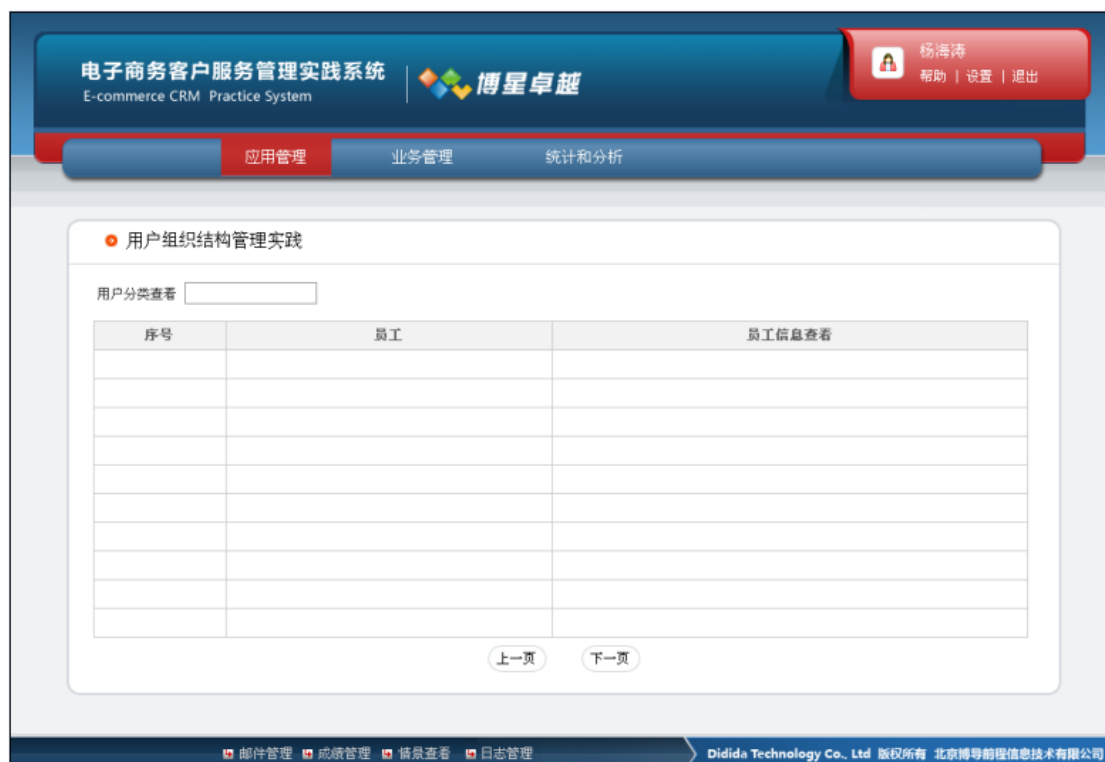 电子商务客户服务管理实践系统
E-commerce CRM Practice System
博星卓越
杨海涛
帮助 | 设置 | 退出
应用管理 业务管理 统计和分析
用户组织结构管理实践
用户分类查看
序号 员工 员工信息查看
上一页 下一页
邮件管理 成绩管理 情景查看 日志管理
Didida Technology Co., Ltd 版权所有 北京博导前程信息技术有限公司